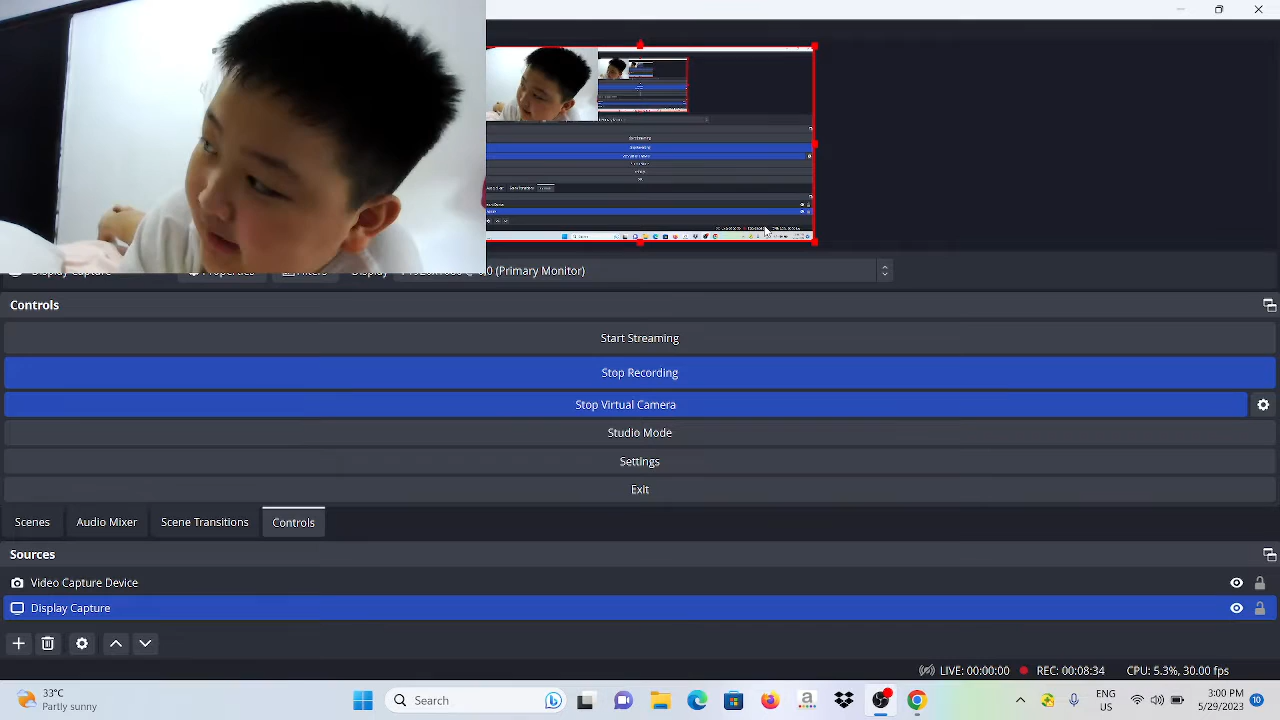 0 (Primary Monitor)
Controls
Start Streaming
Stop Recording
Stop Virtual Camera
Studio Mode
Settings
Exit
Scenes
Audio Mixer
Scene Transitions
Controls
Sources
Video Capture Device
Display Capture
LIVE: 00:00:00
REC: 00:08:34
CPU: 5.3%, 30.00 fps
33°C
Partly sunny
Search
a
ENG
US
3:00 PM
5/29/2023
10